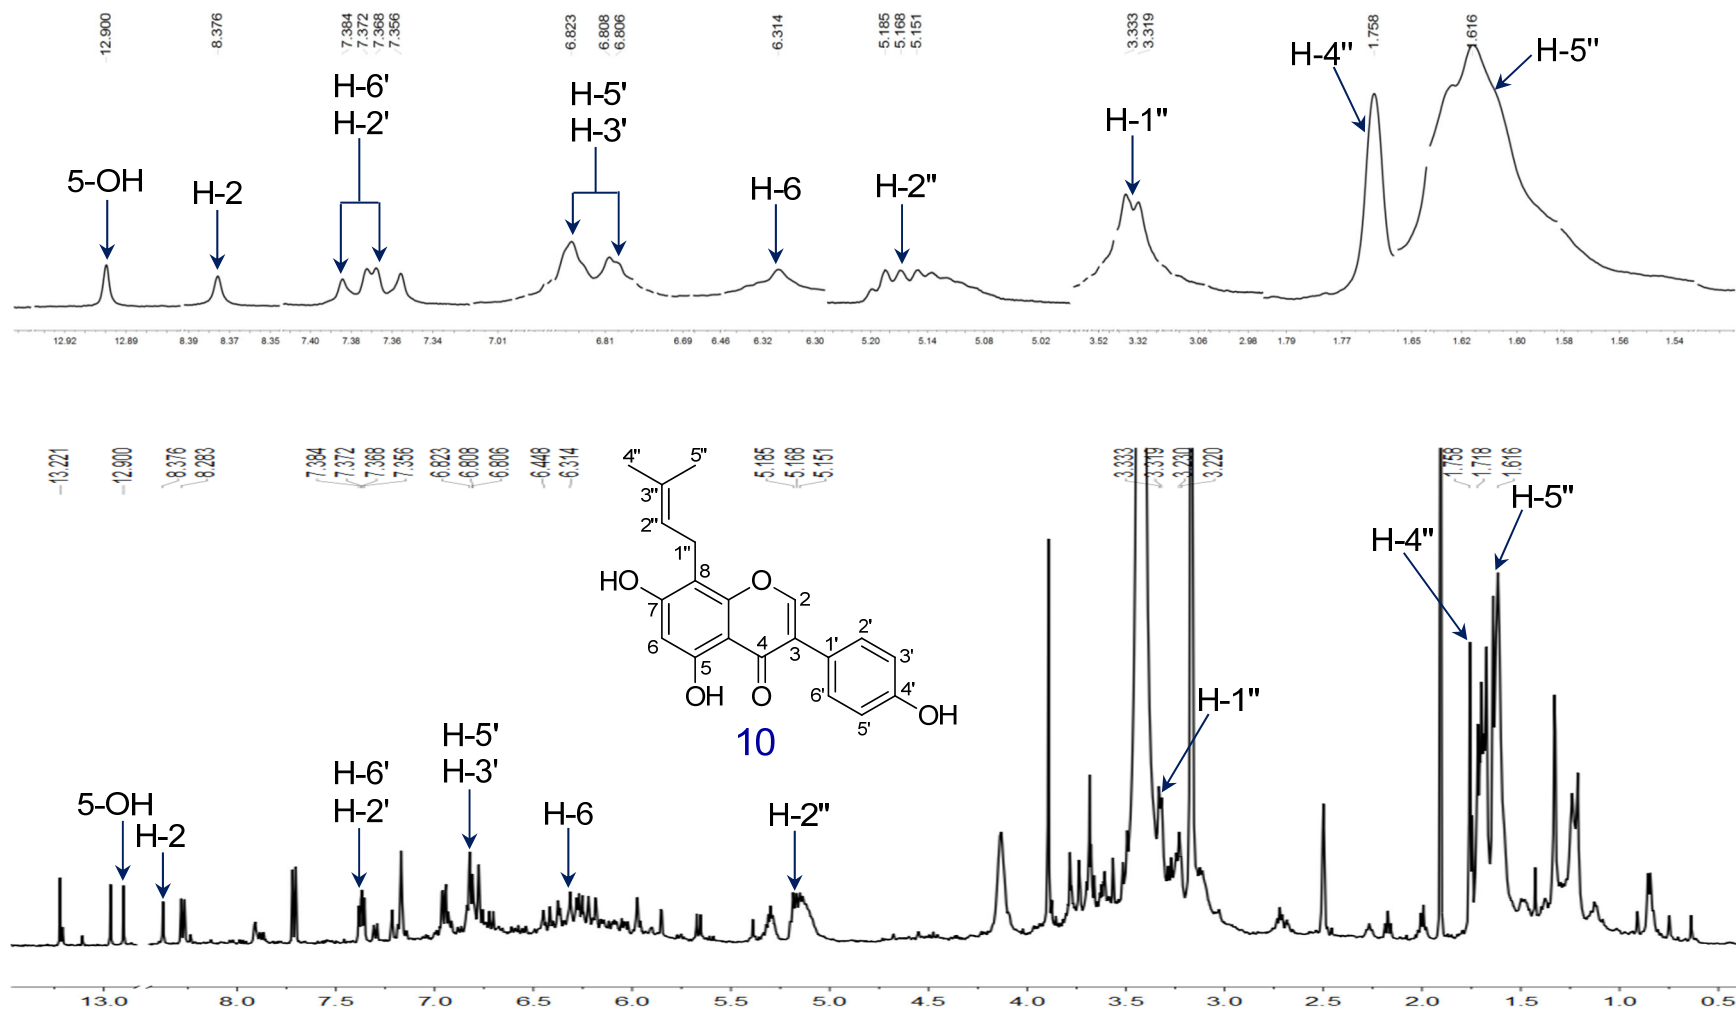 12.900 8.376 7.384 7.372 7.368 7.356 6.823 6.808 6.806 6.314 5.185 5.168 5.151 3.333 3.319 1.758 1.616
H-4" H-5"
H-6' H-5'
H-2' H-3' H-1"
5-OH H-2 H-6 H-2"
12.92 12.89 8.39 8.37 8.35 7.40 7.38 7.36 7.34 7.01 6.81 6.69 6.46 6.32 6.30 5.20 5.14 5.08 5.02 3.52 3.32 3.06 2.98 1.79 1.77 1.65 1.62 1.60 1.58 1.54
13.221 12.900 8.376 8.283 7.384 7.372 7.368 7.356 6.823 6.808 6.806 6.448 6.314 5.185 5.168 5.151 3.333 3.319 3.230 3.220 1.758 1.718 1.616
4" 5"
3"
2"
1"
HO 7 8 O 2
6 5 4 3 1' 2' 3'
OH O 6' 5' 4' OH
10
H-5"
H-4"
H-1"
H-5'
H-6' H-3'
5-OH H-2 H-2' H-6 H-2"
13.0 8.0 7.5 7.0 6.5 6.0 5.5 5.0 4.5 4.0 3.5 3.0 2.5 2.0 1.5 1.0 0.5